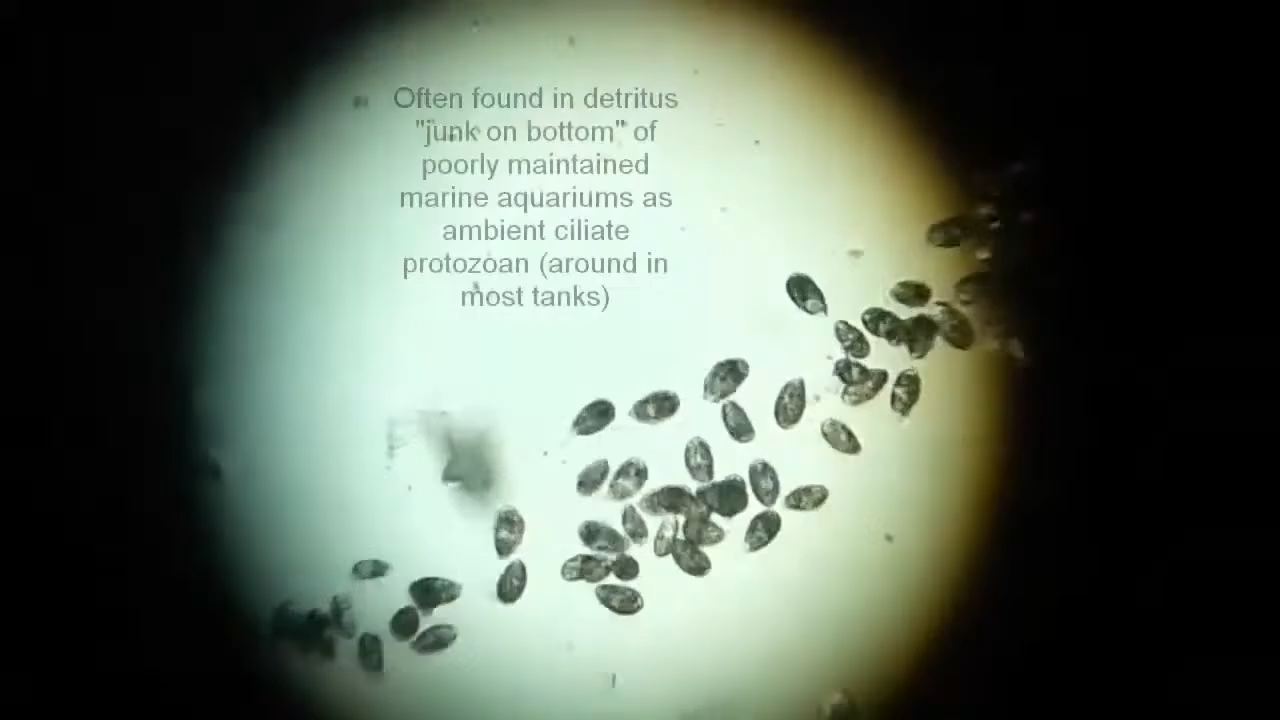 Often found in detritus
"junk on bottom" of
poorly maintained
marine aquariums as
ambient ciliate
protozoan (around in
most tanks)